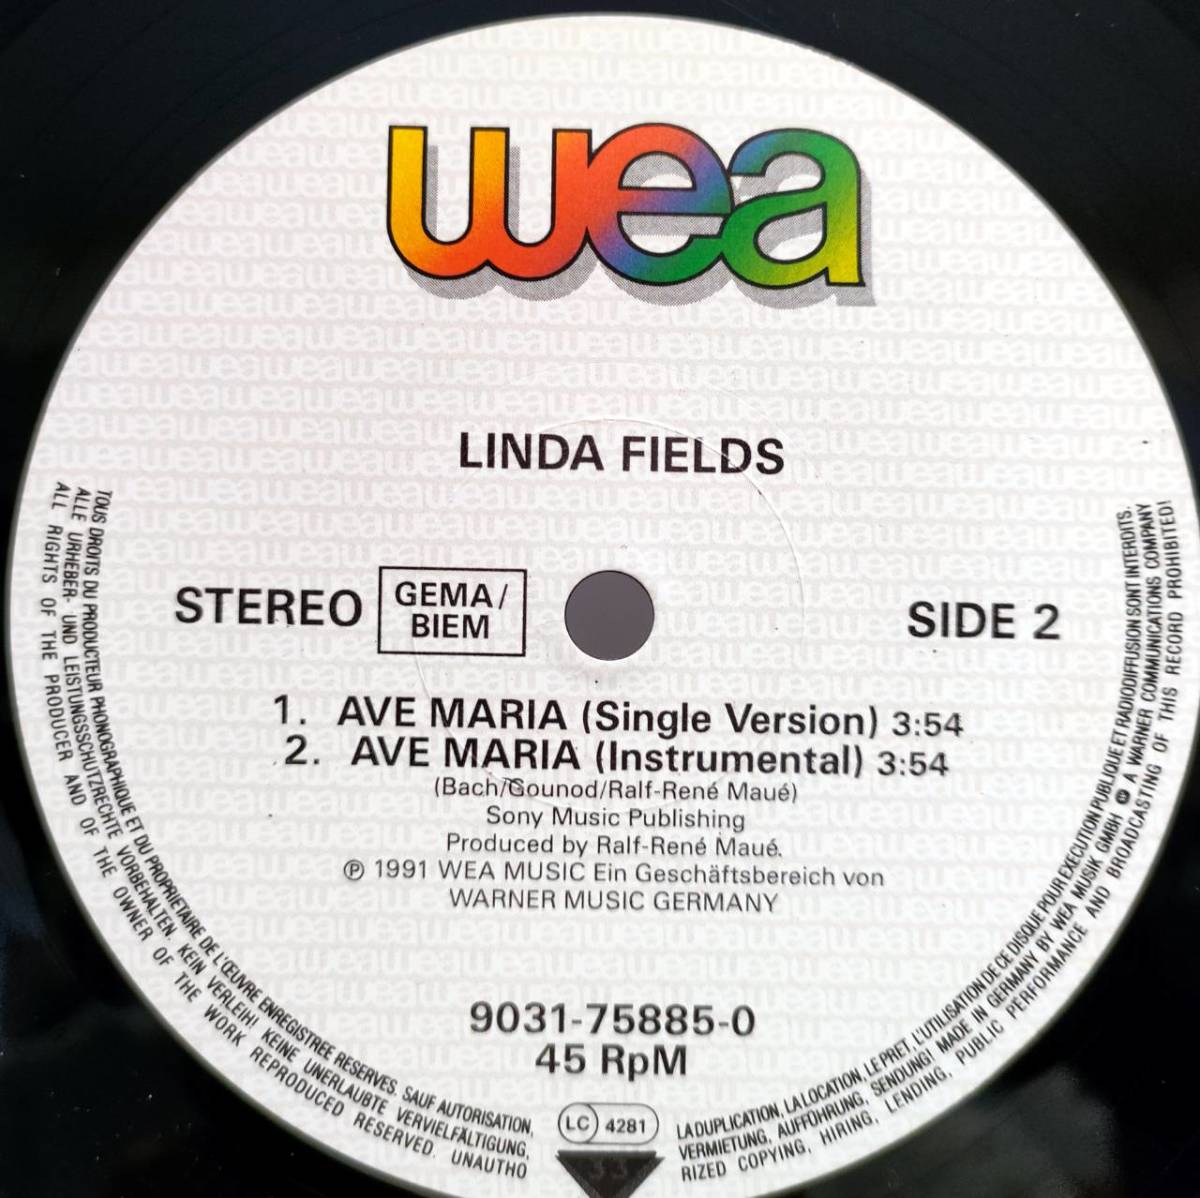 wea
LINDA FIELDS
STEREO
GEMA/
BIEM
SIDE 2
1. AVE MARIA (Single Version) 3:54
2. AVE MARIA (Instrumental) 3:54
(Bach/Gounod/Ralf-René Maué)
Sony Music Publishing
Produced by Ralf-René Maué.
℗ 1991 WEA MUSIC Ein Geschäftsbereich von
WARNER MUSIC GERMANY
9031-75885-0
45 RpM
LC 4281
33
TOUS DROITS DU PRODUCTEUR PHONOGRAPHIQUE ET DU PROPRIETAIRE DE L'ŒUVRE ENREGISTREE RESERVES. SAUF AUTORISATION,
LA DUPLICATION, LA LOCATION, LE PRET, L'UTILISATION DE CE DISQUE POUR EXECUTION PUBLIQUE ET RADIODIFFUSION SONT INTERDITS.
ALLE URHEBER- UND LEISTUNGSSCHUTZRECHTE VORBEHALTEN. KEIN VERLEIH! KEINE UNERLAUBTE VERVIELFÄLTIGUNG,
VERMIETUNG, AUFFÜHRUNG, SENDUNG! MADE IN GERMANY BY WEA MUSIK GMBH A WARNER COMMUNICATIONS COMPANY
ALL RIGHTS OF THE PRODUCER AND OF THE OWNER OF THE WORK REPRODUCED RESERVED. UNAUTHO
RIZED COPYING, HIRING, LENDING, PUBLIC PERFORMANCE AND BROADCASTING OF THIS RECORD PROHIBITED!